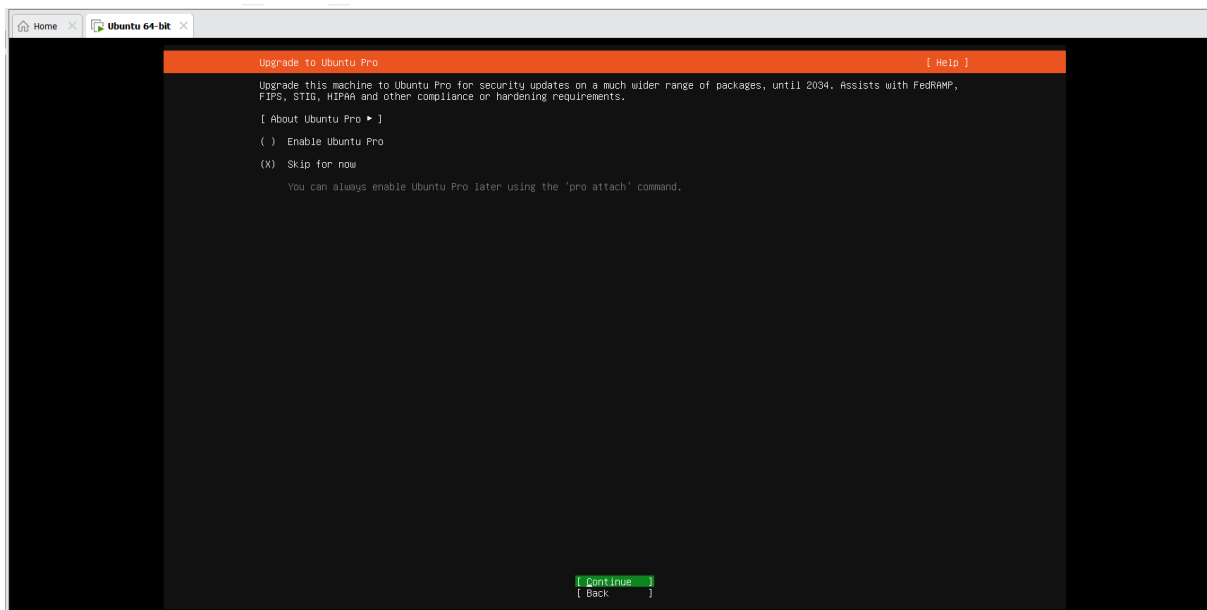 Home
Ubuntu 64-bit
Upgrade to Ubuntu Pro [ Help ]
Upgrade this machine to Ubuntu Pro for security updates on a much wider range of packages, until 2034. Assists with FedRAMP,
FIPS, STIG, HIPAA and other compliance or hardening requirements.
[ About Ubuntu Pro ► ]
( ) Enable Ubuntu Pro
(X) Skip for now
You can always enable Ubuntu Pro later using the 'pro attach' command.
[ Continue ]
[ Back ]